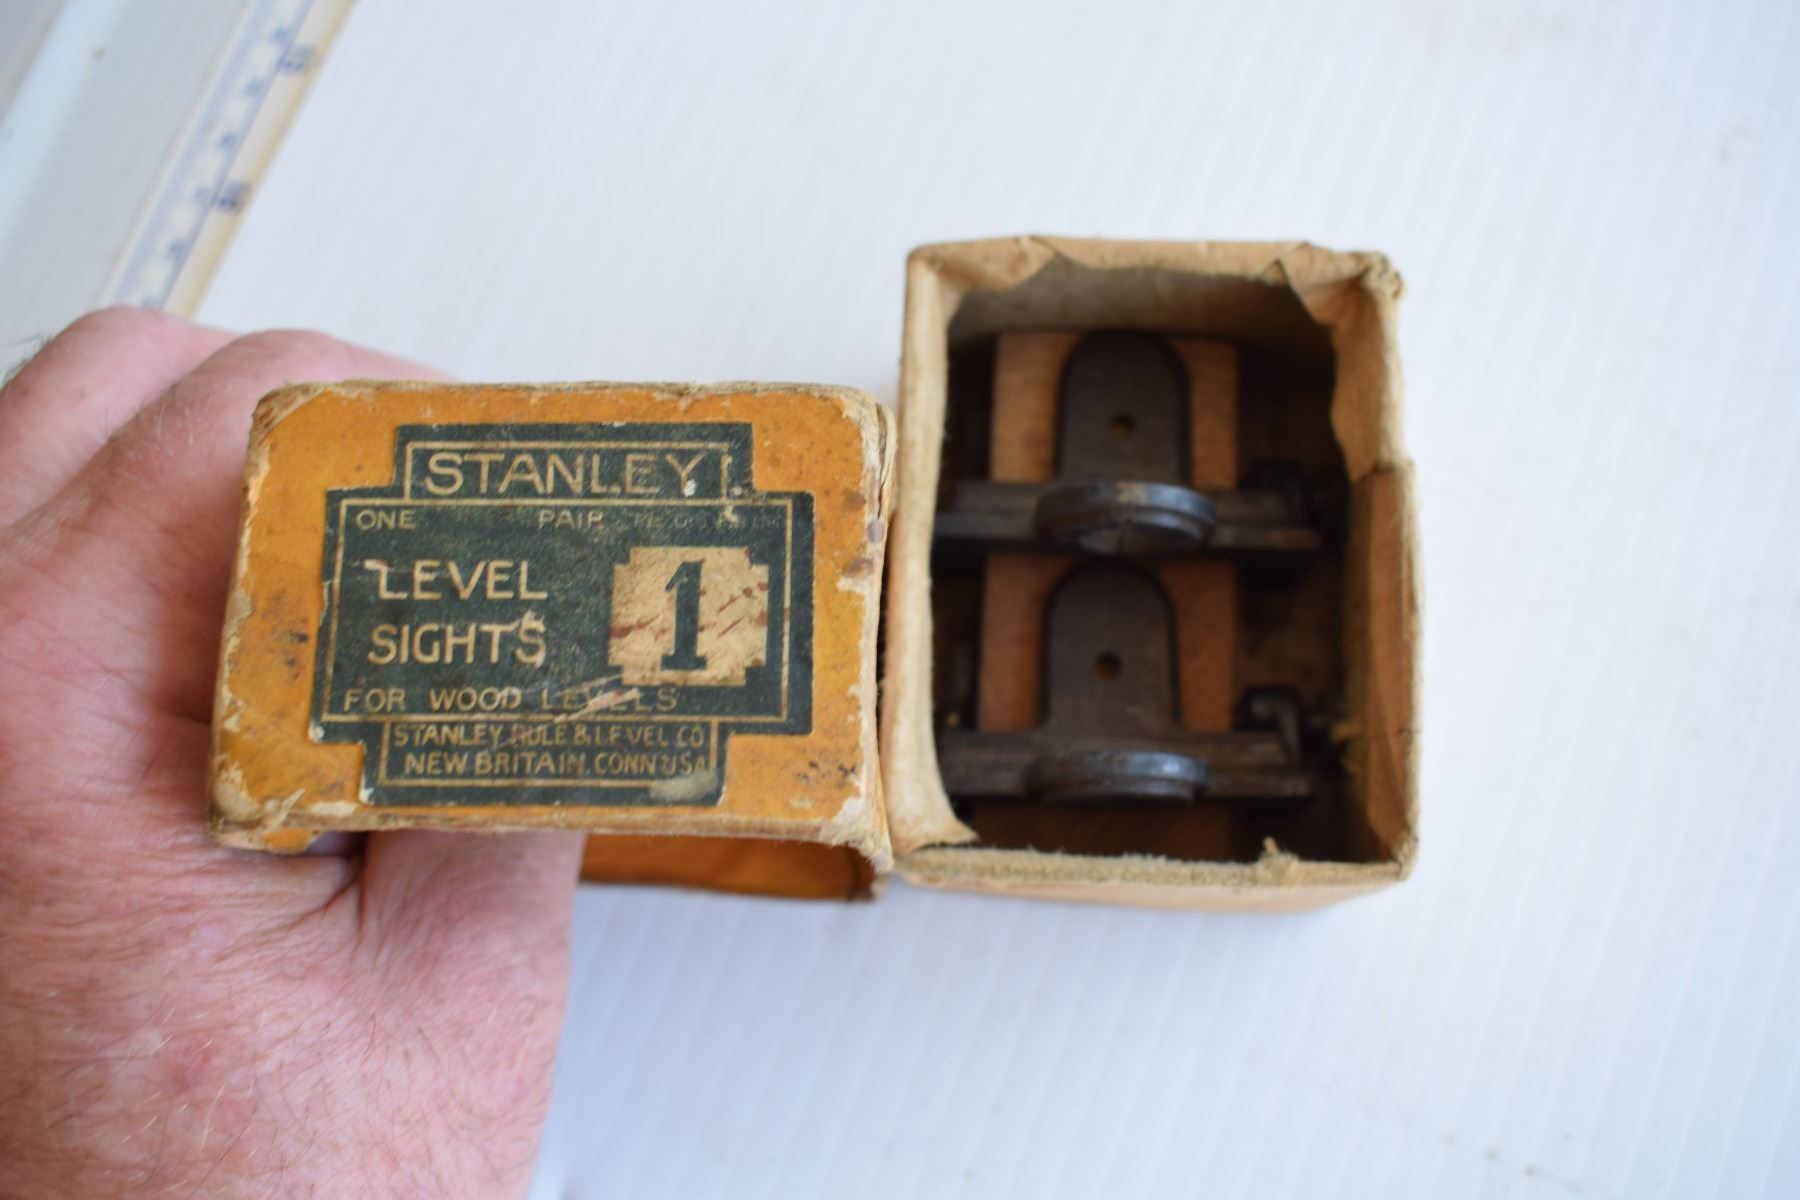 STANLEY
ONE PAIR
LEVEL
SIGHTS
1
FOR WOOD LEVELS
STANLEY RULE & LEVEL CO
NEW BRITAIN, CONN USA